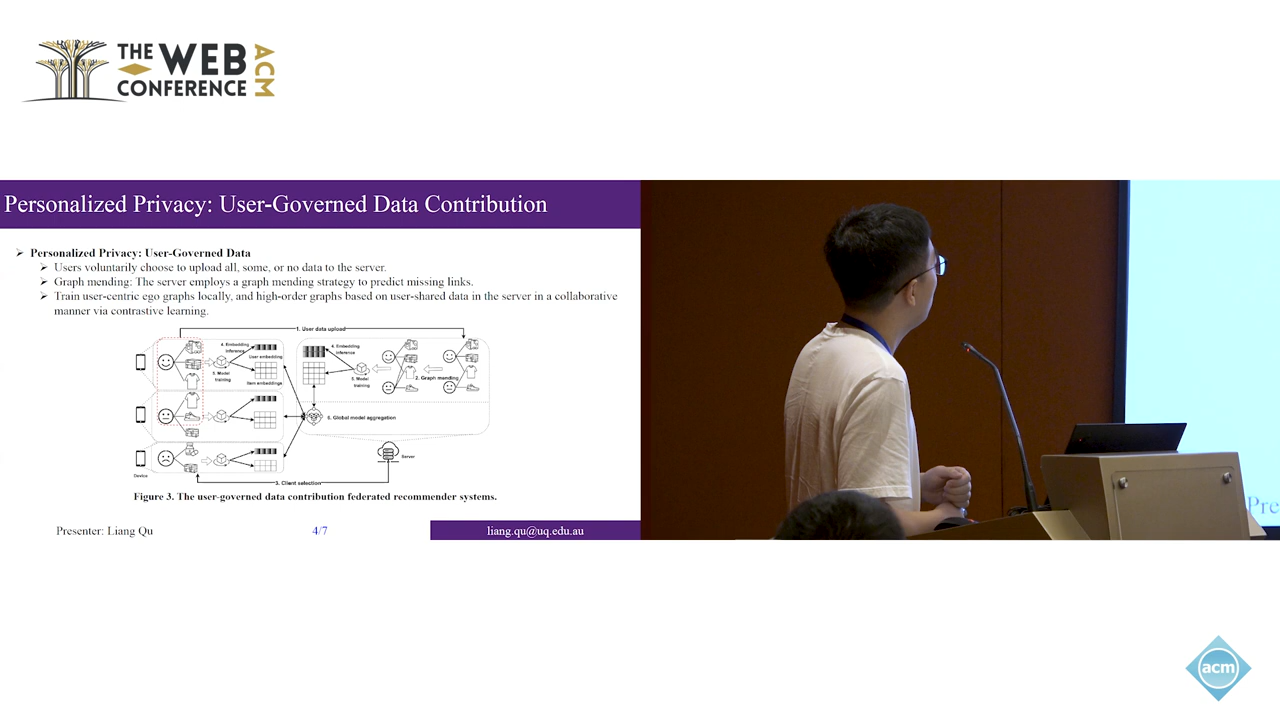 THE WEB CONFERENCE ACM
Personalized Privacy: User-Governed Data Contribution
➢ Personalized Privacy: User-Governed Data
➢ Users voluntarily choose to upload all, some, or no data to the server.
➢ Graph mending: The server employs a graph mending strategy to predict missing links.
➢ Train user-centric ego graphs locally, and high-order graphs based on user-shared data in the server in a collaborative
manner via contrastive learning.
1. User data upload
4. Embedding
inference
User embedding
5. Model
training
Item embeddings
4. Embedding
inference
5. Model
training
2. Graph mending
6. Global model aggregation
Server
Device
3. Client selection
Figure 3. The user-governed data contribution federated recommender systems.
Presenter: Liang Qu
4/7
liang.qu@uq.edu.au
Pre
acm